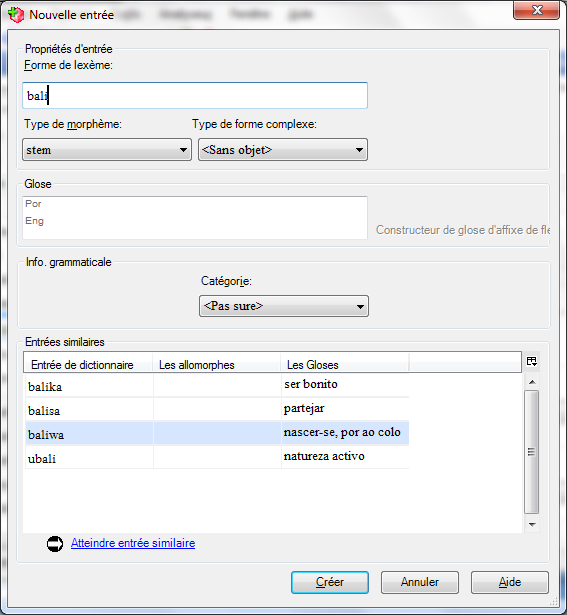 Nouvelle entrée
Propriétés d'entrée
Forme de lexème:
bali
Type de morphème: Type de forme complexe:
stem <Sans objet>
Glose
Por
Eng
Constructeur de glose d'affixe de fle
Info. grammaticale
Catégorie:
<Pas sure>
Entrées similaires
Entrée de dictionnaire Les allomorphes Les Gloses
balika ser bonito
balisa partejar
baliwa nascer-se, por ao colo
ubali natureza activo
Atteindre entrée similaire
Créer Annuler Aide